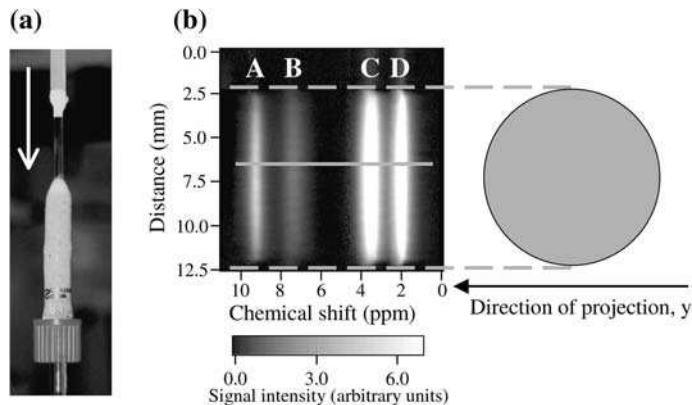 (a)
(b)
0.0
2.5
5.0
7.5
10.0
12.5
Distance (mm)
A B C D
10 8 6 4 2 0
Chemical shift (ppm)
Direction of projection, y
0.0 3.0 6.0
Signal intensity (arbitrary units)